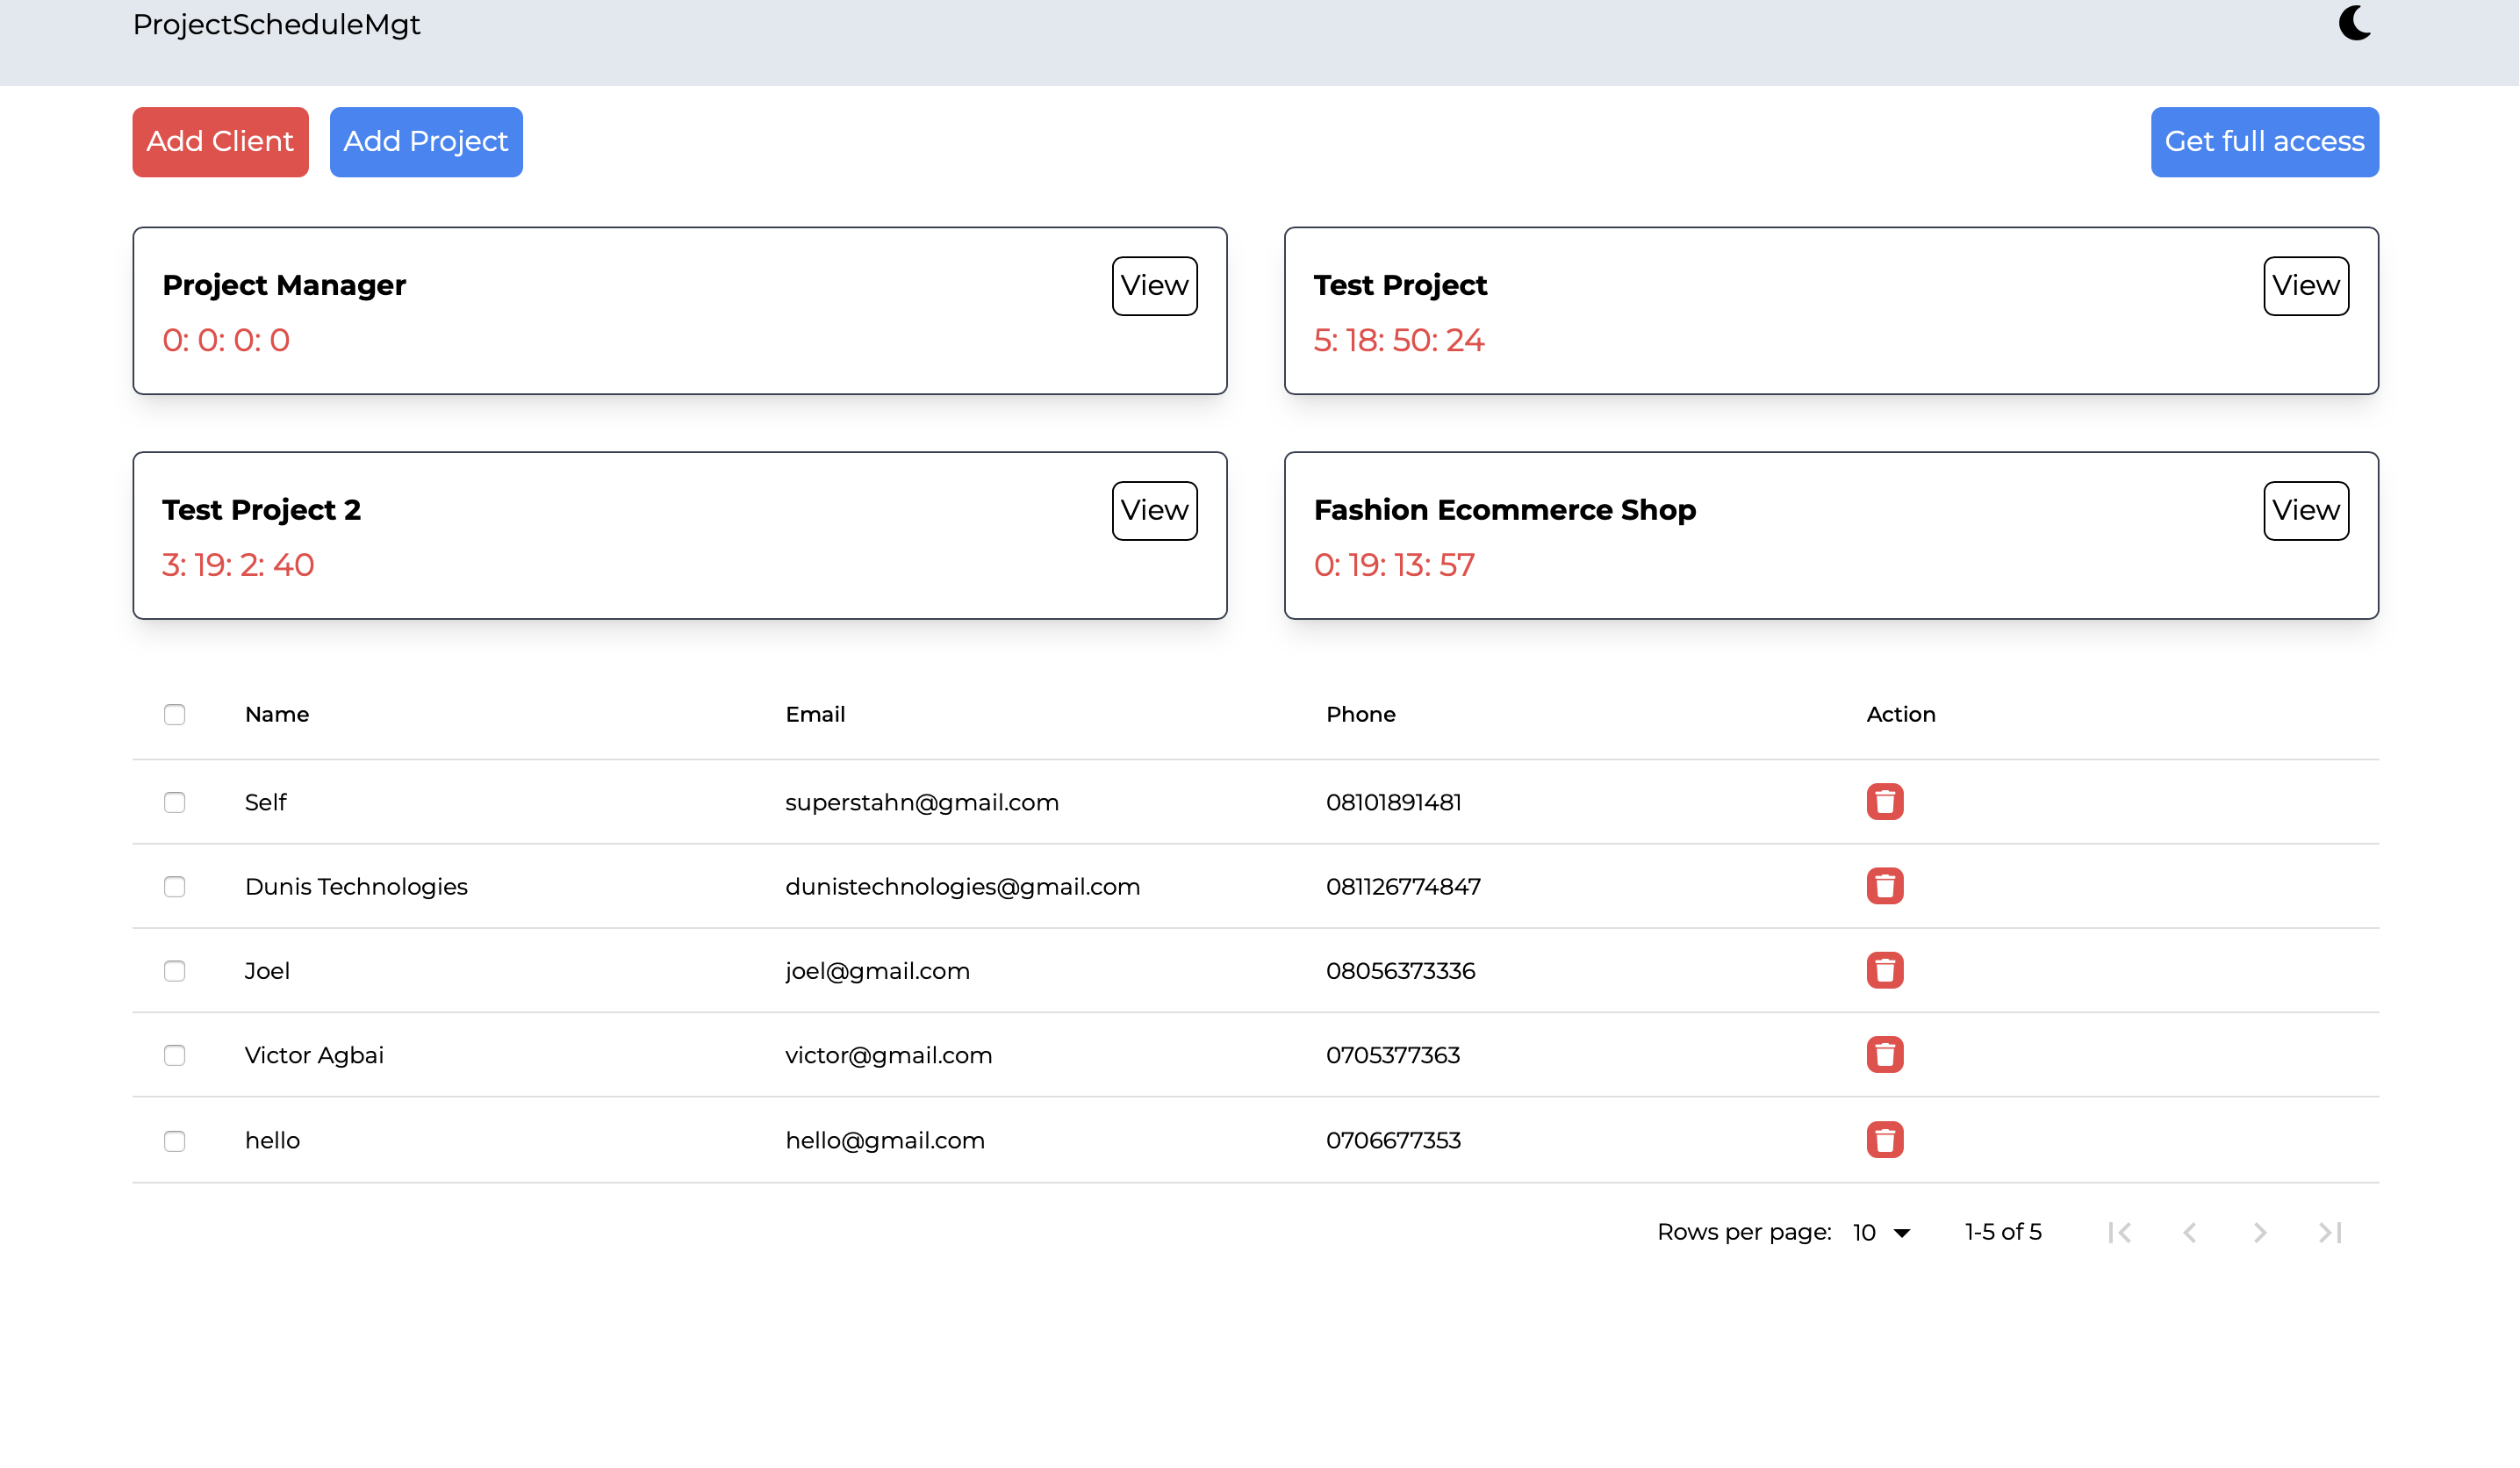 ProjectScheduleMgt
Add Client Add Project Get full access
Project Manager View
0: 0: 0: 0
Test Project View
5: 18: 50: 24
Test Project 2 View
3: 19: 2: 40
Fashion Ecommerce Shop View
0: 19: 13: 57
Name Email Phone Action
Self superstahn@gmail.com 08101891481
Dunis Technologies dunistechnologies@gmail.com 081126774847
Joel joel@gmail.com 08056373336
Victor Agbai victor@gmail.com 0705377363
hello hello@gmail.com 0706677353
Rows per page: 10 1-5 of 5